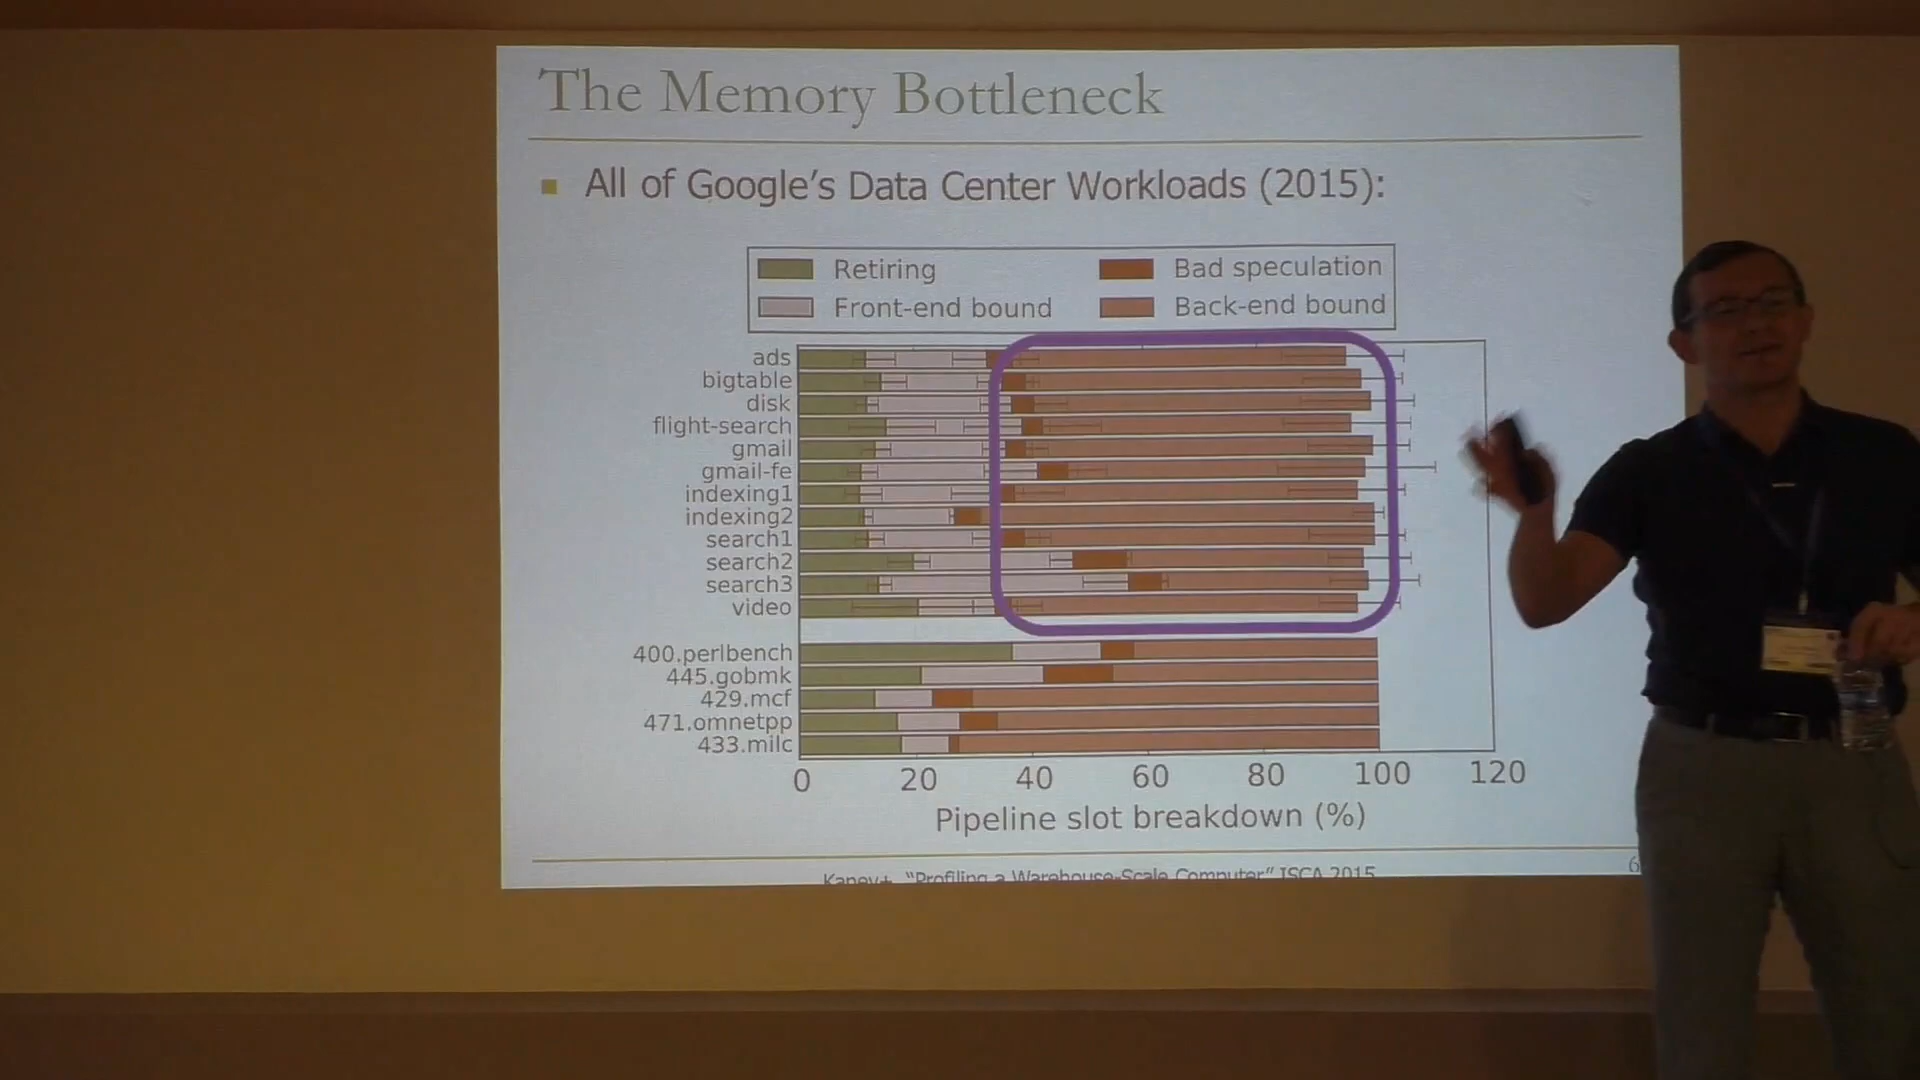 The Memory Bottleneck
All of Google's Data Center Workloads (2015):
Retiring
Bad speculation
Front-end bound
Back-end bound
ads
bigtable
disk
flight-search
gmail
gmail-fe
indexing1
indexing2
search1
search2
search3
video
400.perlbench
445.gobmk
429.mcf
471.omnetpp
433.milc
0 20 40 60 80 100 120
Pipeline slot breakdown (%)
Kanev+, "Profiling a Warehouse-Scale Computer" ISCA 2015
6